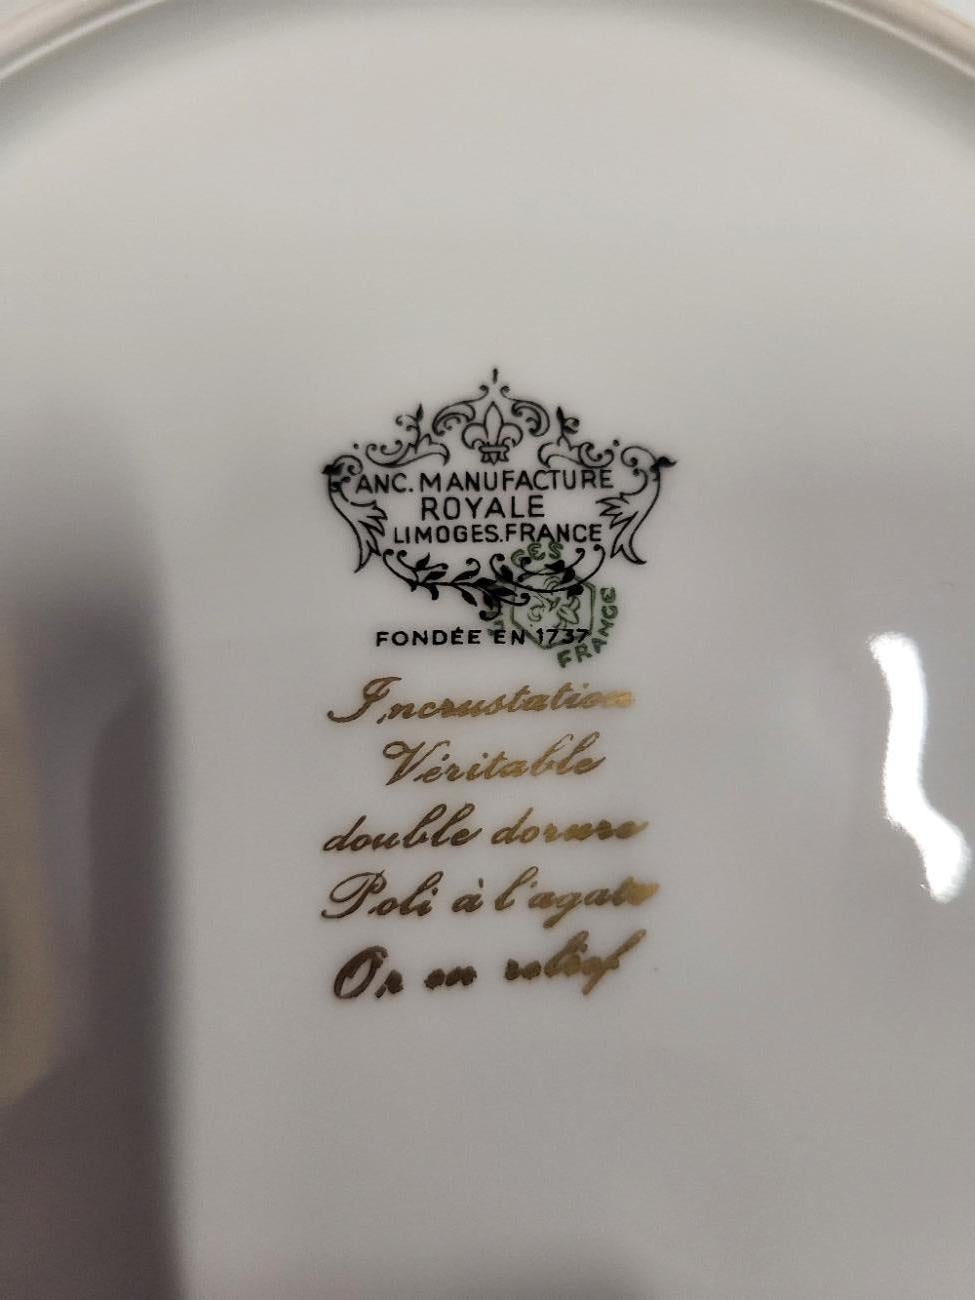 ANC. MANUFACTURE
ROYALE
LIMOGES.FRANCE
FONDÉE EN 1737
FRANCE
Incrustation
Véritable
double dorure
Poli à l'agate
Or en relief